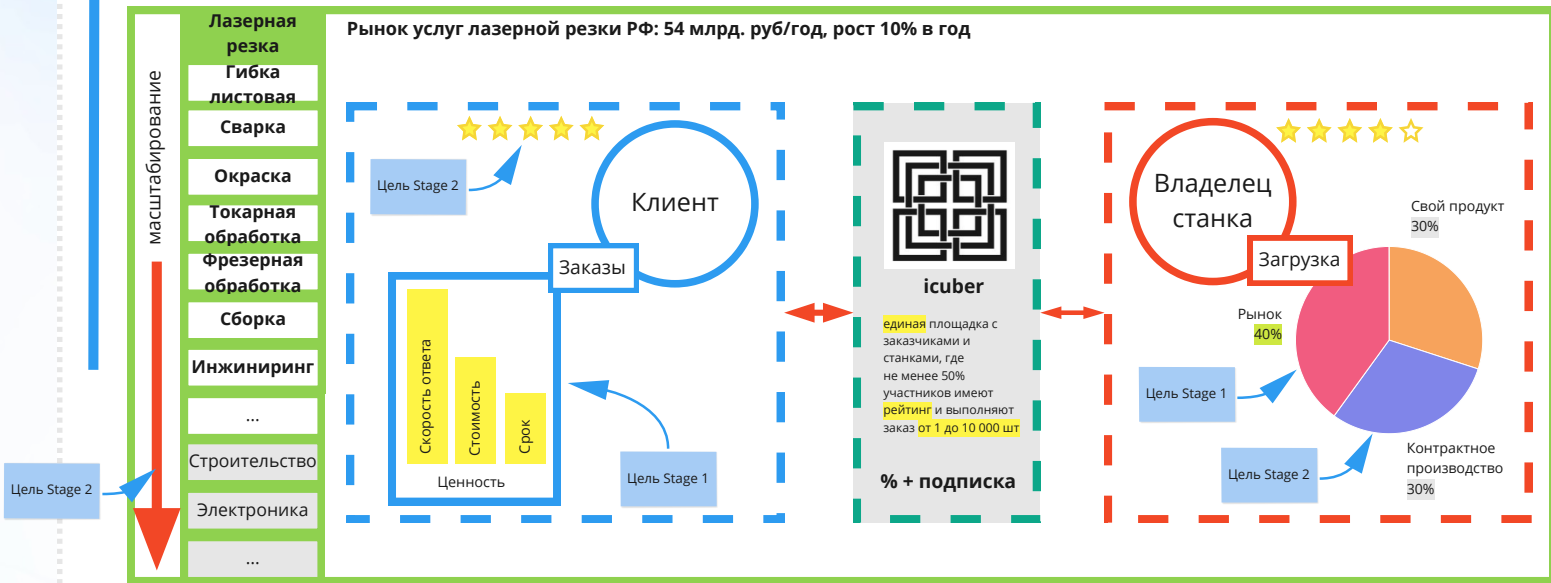 Рынок услуг лазерной резки РФ: 54 млрд. руб/год, рост 10% в год
масштабирование
Лазерная
резка
Гибка
листовая
Сварка
Окраска
Токарная
обработка
Фрезерная
обработка
Сборка
Инжиниринг
...
Строительство
Электроника
...
Цель Stage 2
Цель Stage 2
Клиент
Заказы
Скорость ответа
Стоимость
Срок
Ценность
Цель Stage 1
icuber
единая площадка с
заказчиками и
станками, где
не менее 50%
участников имеют
рейтинг и выполняют
заказ от 1 до 10 000 шт
% + подписка
Владелец
станка
Загрузка
Свой продукт
30%
Рынок
40%
Цель Stage 1
Контрактное
производство
30%
Цель Stage 2